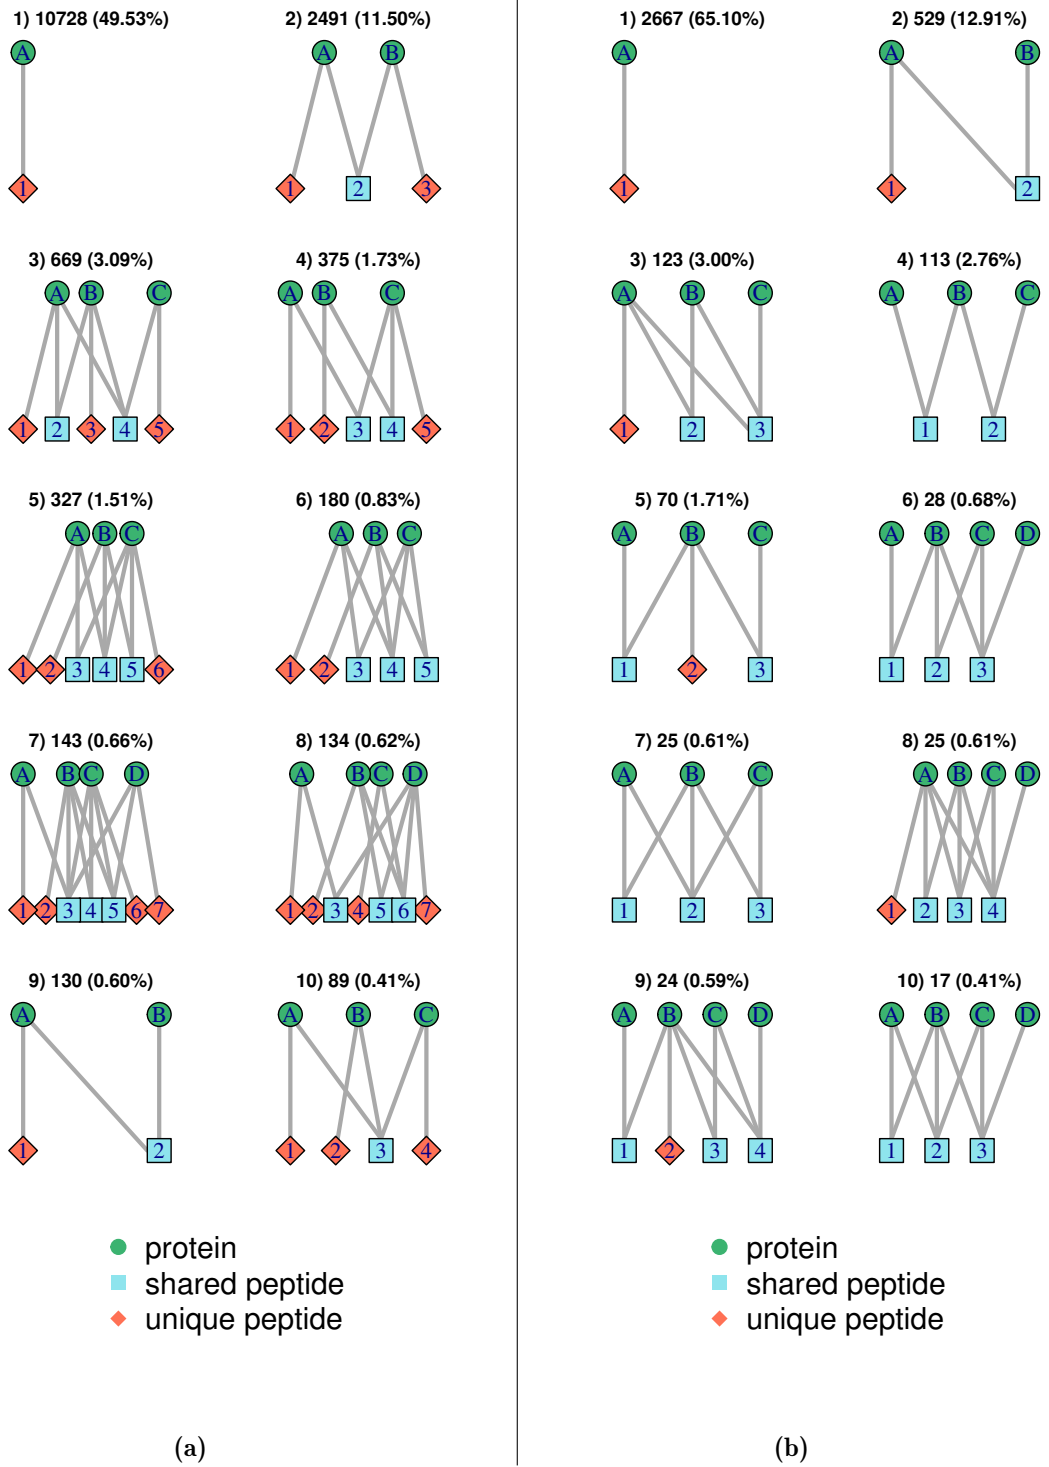 1) 10728 (49.53%)
A
1
2) 2491 (11.50%)
A B
1 2 3
3) 669 (3.09%)
A B C
1 2 3 4 5
4) 375 (1.73%)
A B C
1 2 3 4 5
5) 327 (1.51%)
A B C
1 2 3 4 5 6
6) 180 (0.83%)
A B C
1 2 3 4 5
7) 143 (0.66%)
A B C D
1 2 3 4 5 6 7
8) 134 (0.62%)
A B C D
1 2 3 4 5 6 7
9) 130 (0.60%)
A B
1 2
10) 89 (0.41%)
A B C
1 2 3 4
protein
shared peptide
unique peptide
(a)
1) 2667 (65.10%)
A
1
2) 529 (12.91%)
A B
1 2
3) 123 (3.00%)
A B C
1 2 3
4) 113 (2.76%)
A B C
1 2
5) 70 (1.71%)
A B C
1 2 3
6) 28 (0.68%)
A B C D
1 2 3
7) 25 (0.61%)
A B C
1 2 3
8) 25 (0.61%)
A B C D
1 2 3 4
9) 24 (0.59%)
A B C D
1 2 3 4
10) 17 (0.41%)
A B C D
1 2 3
protein
shared peptide
unique peptide
(b)